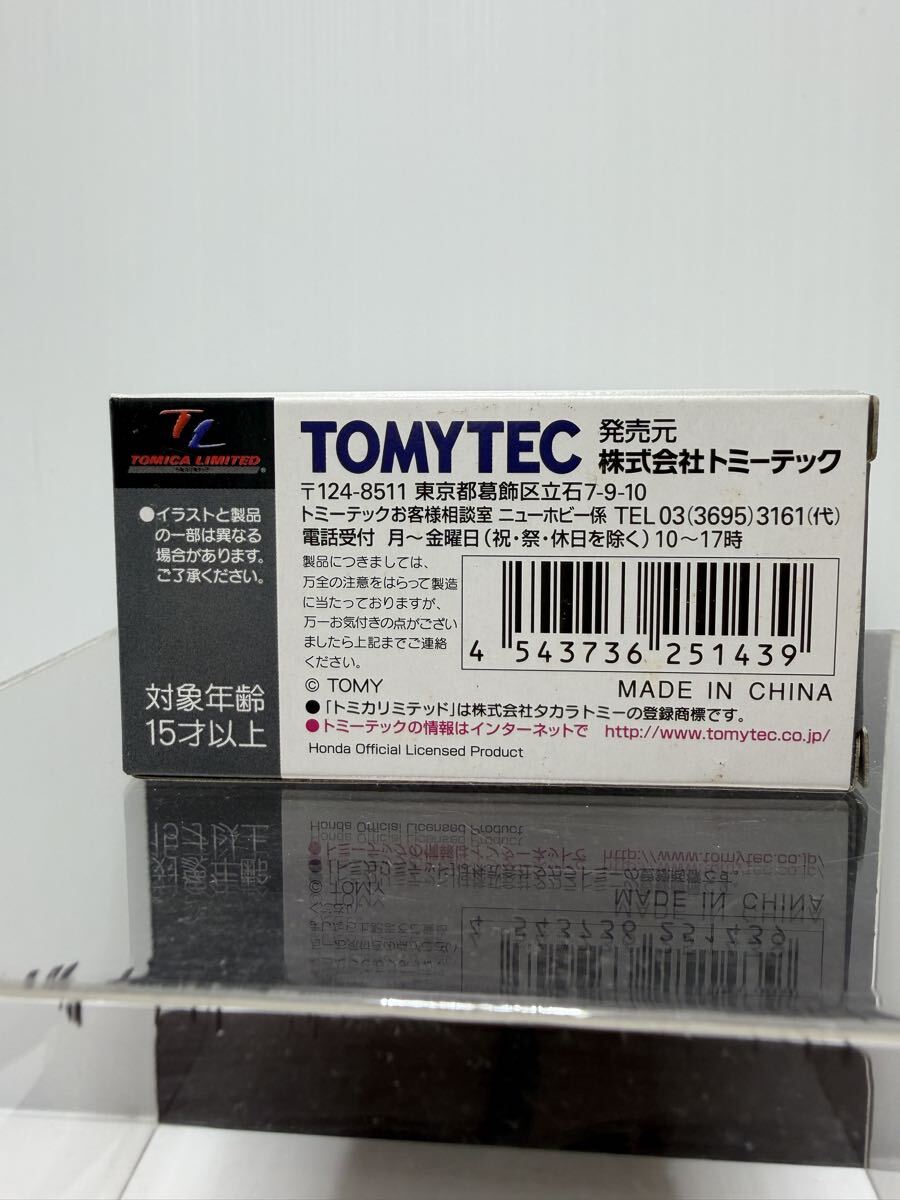 TL
TOMICA LIMITED
●イラストと製品
の一部は異なる
場合があります。
ご了承ください。
対象年齢
15才以上
TOMYTEC 発売元
株式会社トミーテック
〒124-8511 東京都葛飾区立石7-9-10
トミーテックお客様相談室 ニューホビー係 TEL 03(3695)3161(代)
電話受付 月〜金曜日(祝・祭・休日を除く)10〜17時
製品につきましては、
万全の注意をはらって製造
に当たっておりますが、
万一お気付きの点がござい
ましたら上記までご連絡
ください。
4 543736 251439
© TOMY
MADE IN CHINA
●「トミカリミテッド」は株式会社タカラトミーの登録商標です。
●トミーテックの情報はインターネットで http://www.tomytec.co.jp/
Honda Official Licensed Product